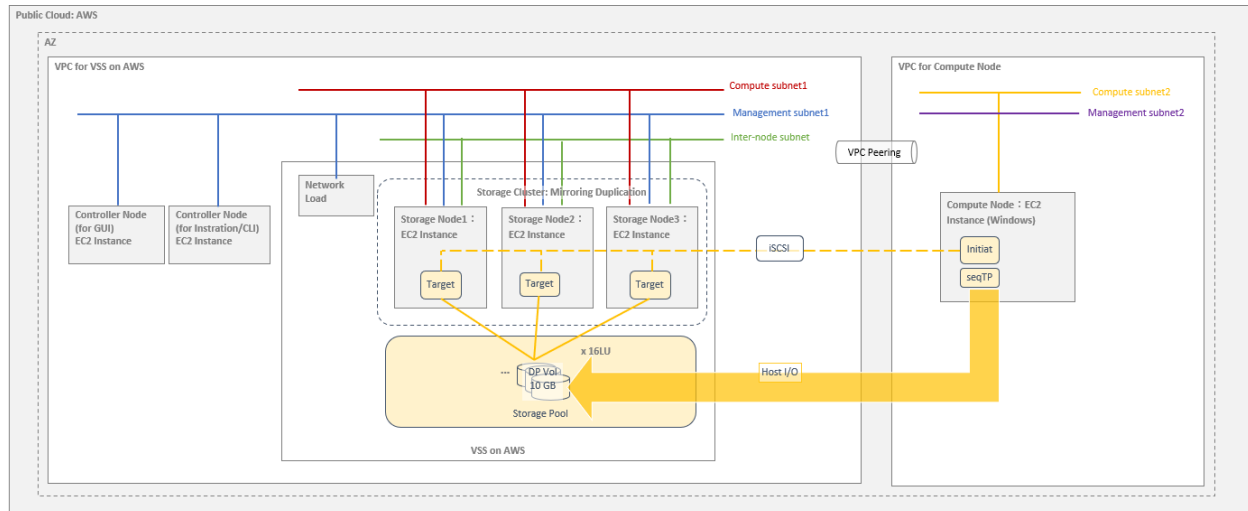 Public Cloud: AWS
AZ
VPC for VSS on AWS
VPC for Compute Node
Compute subnet1
Compute subnet2
Management subnet1
Management subnet2
Inter-node subnet
VPC Peering
Network
Load
Storage Cluster: Mirroring Duplication
Controller Node
(for GUI)
EC2 Instance
Controller Node
(for Instration/CLI)
EC2 Instance
Storage Node1：
EC2 Instance
Storage Node2：
EC2 Instance
Storage Node3：
EC2 Instance
Compute Node：EC2
Instance (Windows)
iSCSI
Initiat
seqTP
Target
Target
Target
x 16LU
...
DP Vol
10 GB
Host I/O
Storage Pool
VSS on AWS